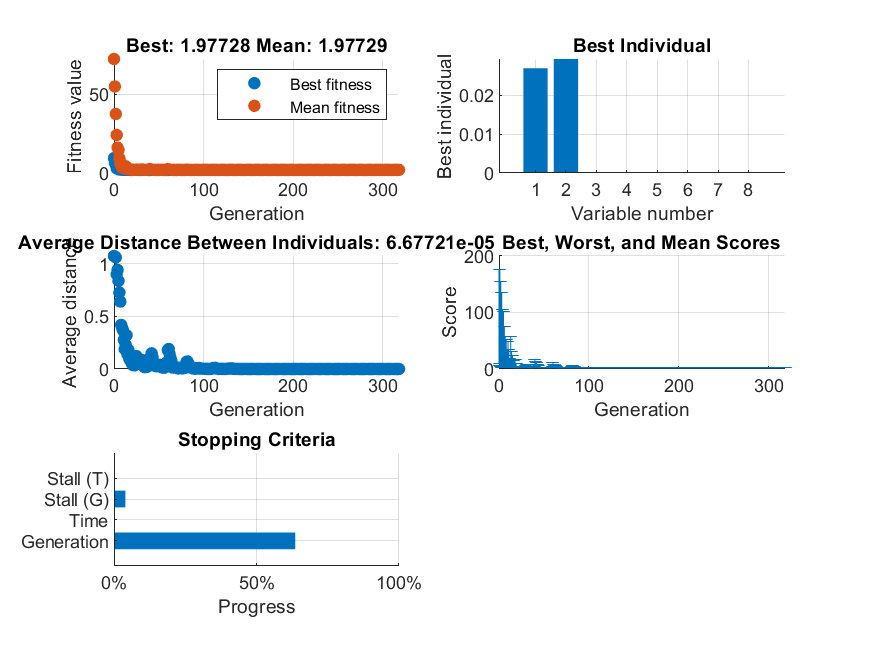 Best: 1.97728 Mean: 1.97729
Fitness value
50
0
Best fitness
Mean fitness
0 100 200 300
Generation
Best Individual
Best individual
0.02
0.01
0
1 2 3 4 5 6 7 8
Variable number
Average Distance Between Individuals: 6.67721e-05
Average distance
1
0.5
0
0 100 200 300
Generation
Best, Worst, and Mean Scores
Score
200
100
0
0 100 200 300
Generation
Stopping Criteria
Stall (T)
Stall (G)
Time
Generation
0% 50% 100%
Progress